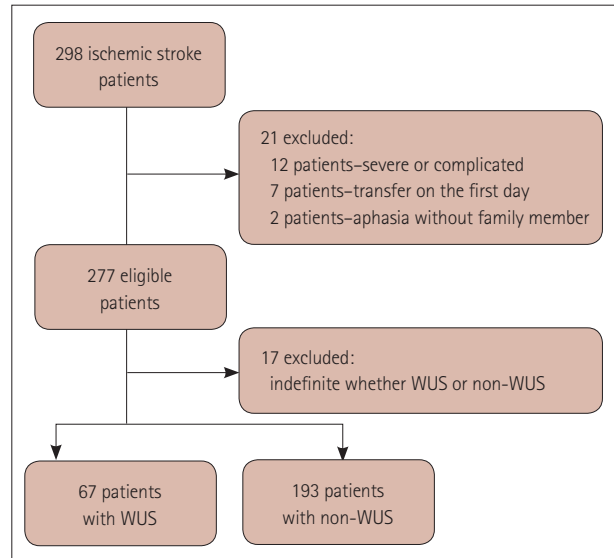 298 ischemic stroke
patients
21 excluded:
12 patients–severe or complicated
7 patients–transfer on the first day
2 patients–aphasia without family member
277 eligible
patients
17 excluded:
indefinite whether WUS or non-WUS
67 patients
with WUS
193 patients
with non-WUS